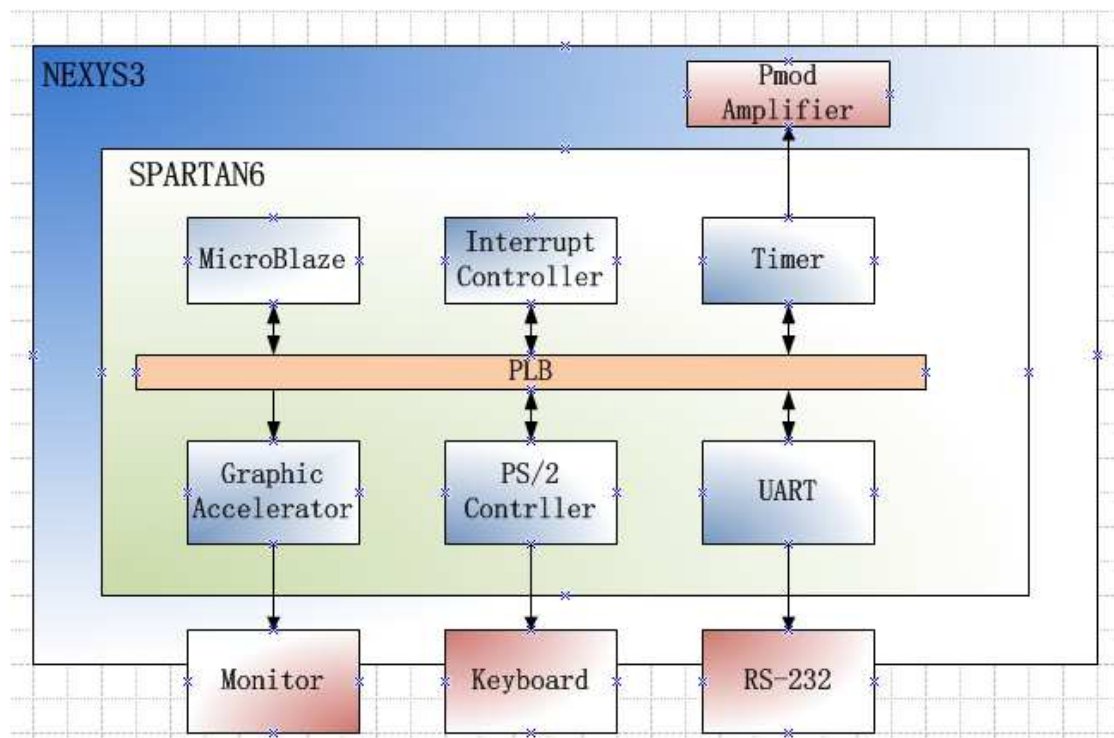 NEXYS3
Pmod
Amplifier
SPARTAN6
MicroBlaze
Interrupt
Controller
Timer
PLB
Graphic
Accelerator
PS/2
Contrller
UART
Monitor
Keyboard
RS-232